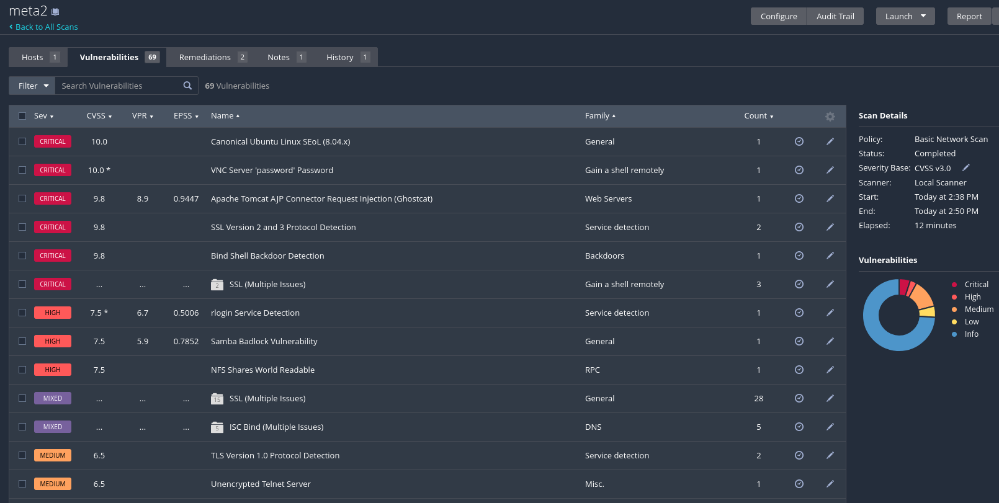 meta2
Back to All Scans
Configure Audit Trail Launch Report
Hosts 1 Vulnerabilities 69 Remediations 2 Notes 1 History 1
Filter Search Vulnerabilities 69 Vulnerabilities
Sev CVSS VPR EPSS Name Family Count
CRITICAL 10.0 Canonical Ubuntu Linux SEoL (8.04.x) General 1
CRITICAL 10.0 * VNC Server 'password' Password Gain a shell remotely 1
CRITICAL 9.8 8.9 0.9447 Apache Tomcat AJP Connector Request Injection (Ghostcat) Web Servers 1
CRITICAL 9.8 SSL Version 2 and 3 Protocol Detection Service detection 2
CRITICAL 9.8 Bind Shell Backdoor Detection Backdoors 1
CRITICAL ... ... ... 2 SSL (Multiple Issues) Gain a shell remotely 3
HIGH 7.5 * 6.7 0.5006 rlogin Service Detection Service detection 1
HIGH 7.5 5.9 0.7852 Samba Badlock Vulnerability General 1
HIGH 7.5 NFS Shares World Readable RPC 1
MIXED ... ... ... 15 SSL (Multiple Issues) General 28
MIXED ... ... ... 5 ISC Bind (Multiple Issues) DNS 5
MEDIUM 6.5 TLS Version 1.0 Protocol Detection Service detection 2
MEDIUM 6.5 Unencrypted Telnet Server Misc. 1
Scan Details
Policy: Basic Network Scan
Status: Completed
Severity Base: CVSS v3.0
Scanner: Local Scanner
Start: Today at 2:38 PM
End: Today at 2:50 PM
Elapsed: 12 minutes
Vulnerabilities
Critical
High
Medium
Low
Info